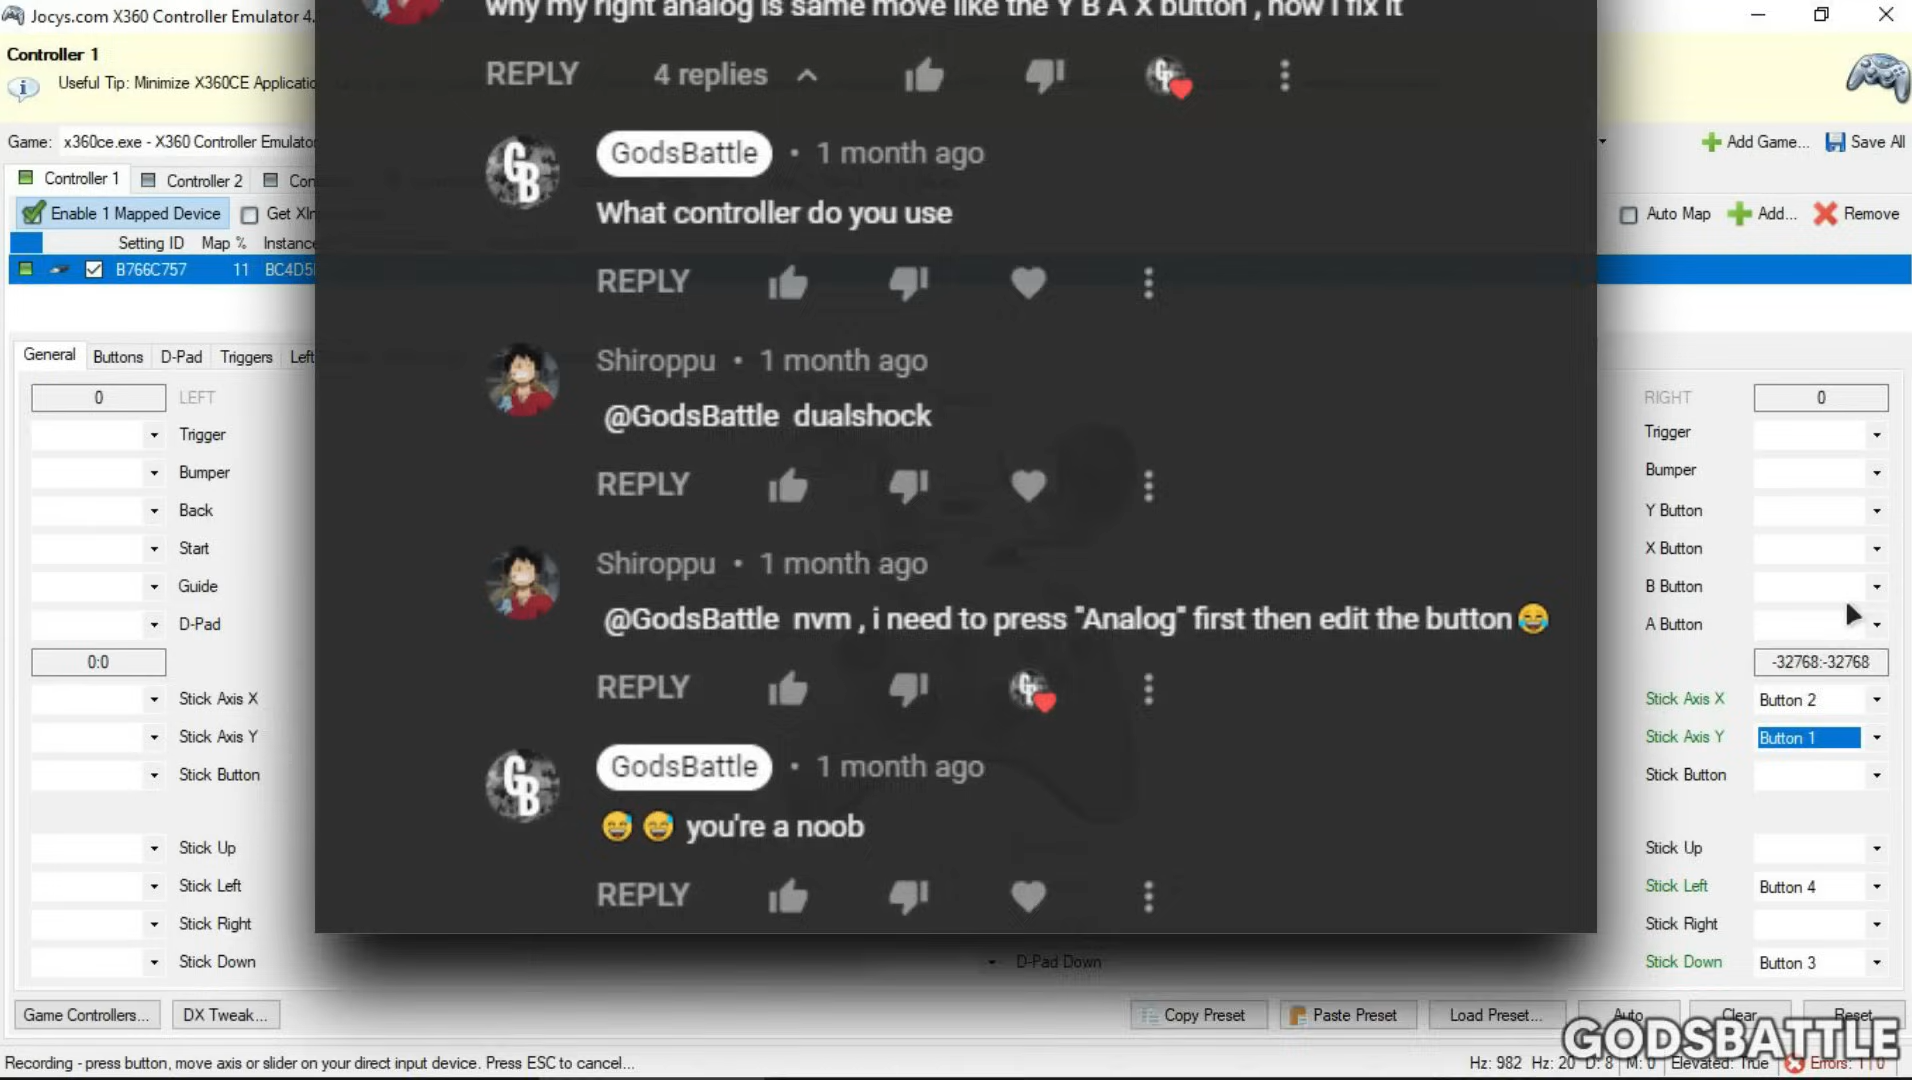 Jocys.com X360 Controller Emulator 4.
Controller 1
Useful Tip: Minimize X360CE Applicatio
Game: x360ce.exe - X360 Controller Emulator
Add Game... Save All
Controller 1 Controller 2 Con
Enable 1 Mapped Device Get XIn
Auto Map Add... Remove
Setting ID Map % Instance
B766C757 11 BC4D5
General Buttons D-Pad Triggers Left
why my right analog is same move like the Y B A X button , how i fix it
REPLY 4 replies
GodsBattle • 1 month ago
What controller do you use
REPLY
Shiroppu • 1 month ago
@GodsBattle dualshock
REPLY
Shiroppu • 1 month ago
@GodsBattle nvm , i need to press "Analog" first then edit the button😂
REPLY
GodsBattle • 1 month ago
😅 😅 you're a noob
REPLY
0 LEFT
Trigger
Bumper
Back
Start
Guide
D-Pad
0:0
Stick Axis X
Stick Axis Y
Stick Button
Stick Up
Stick Left
Stick Right
Stick Down
D-Pad Down
RIGHT 0
Trigger
Bumper
Y Button
X Button
B Button
A Button
-32768:-32768
Stick Axis X Button 2
Stick Axis Y Button 1
Stick Button
Stick Up
Stick Left Button 4
Stick Right
Stick Down Button 3
Game Controllers... DX Tweak...
Copy Preset Paste Preset Load Preset... Auto Clear Reset
GODSBATTLE
Recording - press button, move axis or slider on your direct input device. Press ESC to cancel...
Hz: 982 Hz: 20 D: 8 M: 0 Elevated: True Errors: 1 | 0